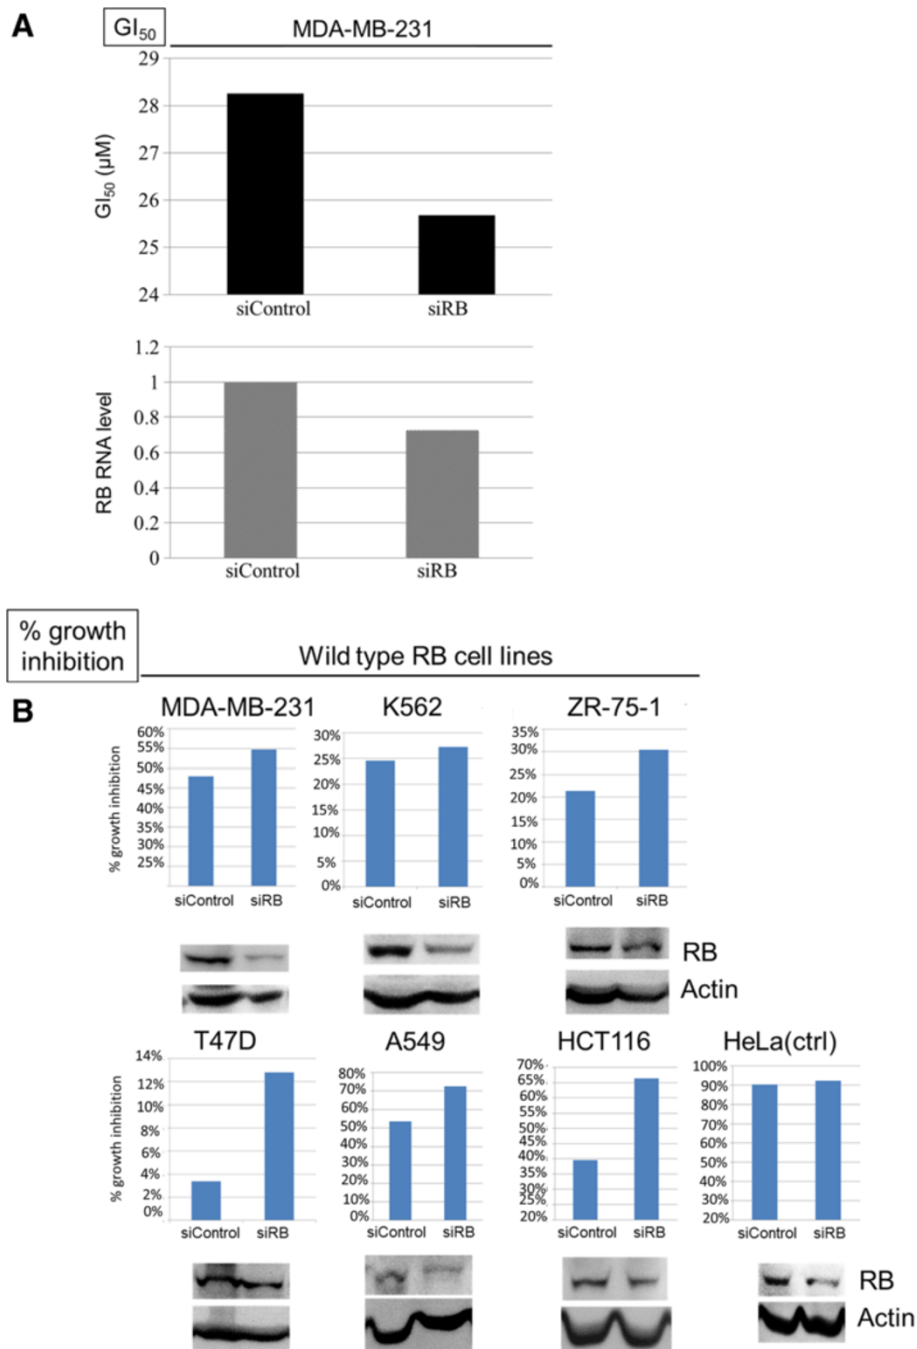 A
GI50
MDA-MB-231
GI50 (µM)
29
28
27
26
25
24
siControl siRB
RB RNA level
1.2
1
0.8
0.6
0.4
0.2
0
siControl siRB
% growth
inhibition
Wild type RB cell lines
B
MDA-MB-231
% growth inhibition
60%
55%
50%
45%
40%
35%
30%
25%
siControl siRB
K562
30%
25%
20%
15%
10%
5%
0%
siControl siRB
ZR-75-1
35%
30%
25%
20%
15%
10%
5%
0%
siControl siRB
RB
Actin
T47D
% growth inhibition
14%
12%
10%
8%
6%
4%
2%
0%
siControl siRB
A549
80%
70%
60%
50%
40%
30%
20%
10%
0%
siControl siRB
HCT116
70%
65%
60%
55%
50%
45%
40%
35%
30%
25%
20%
siControl siRB
HeLa(ctrl)
100%
90%
80%
70%
60%
50%
40%
30%
20%
siControl siRB
RB
Actin